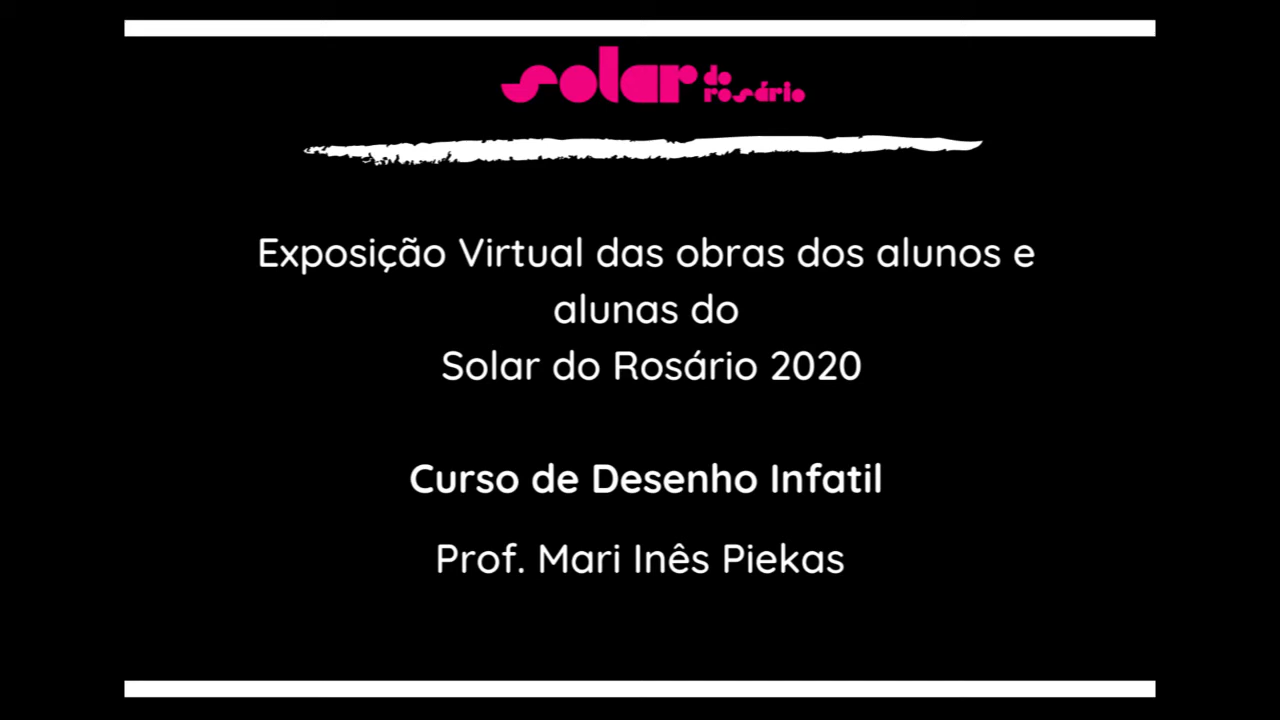 solar do rosário
Exposição Virtual das obras dos alunos e
alunas do
Solar do Rosário 2020
Curso de Desenho Infatil
Prof. Mari Inês Piekas